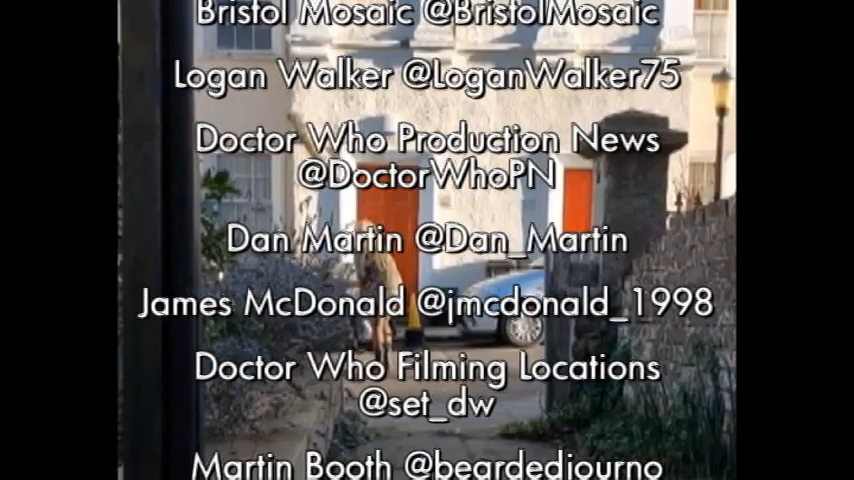 Bristol Mosaic @BristolMosaic
Logan Walker @LoganWalker75
Doctor Who Production News
@DoctorWhoPN
Dan Martin @Dan_Martin
James McDonald @jmcdonald_1998
Doctor Who Filming Locations
@set_dw
Martin Booth @beardedjourno